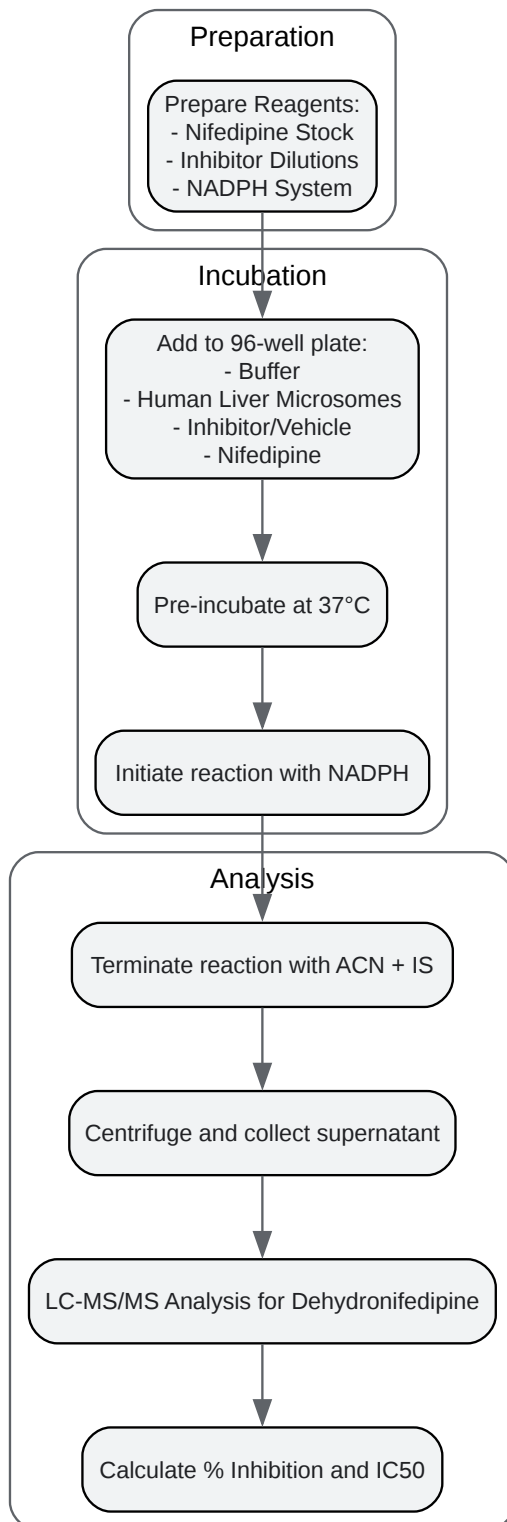 Preparation
Prepare Reagents:
- Nifedipine Stock
- Inhibitor Dilutions
- NADPH System
Incubation
Add to 96-well plate:
- Buffer
- Human Liver Microsomes
- Inhibitor/Vehicle
- Nifedipine
Pre-incubate at 37°C
Initiate reaction with NADPH
Analysis
Terminate reaction with ACN + IS
Centrifuge and collect supernatant
LC-MS/MS Analysis for Dehydronifedipine
Calculate % Inhibition and IC50